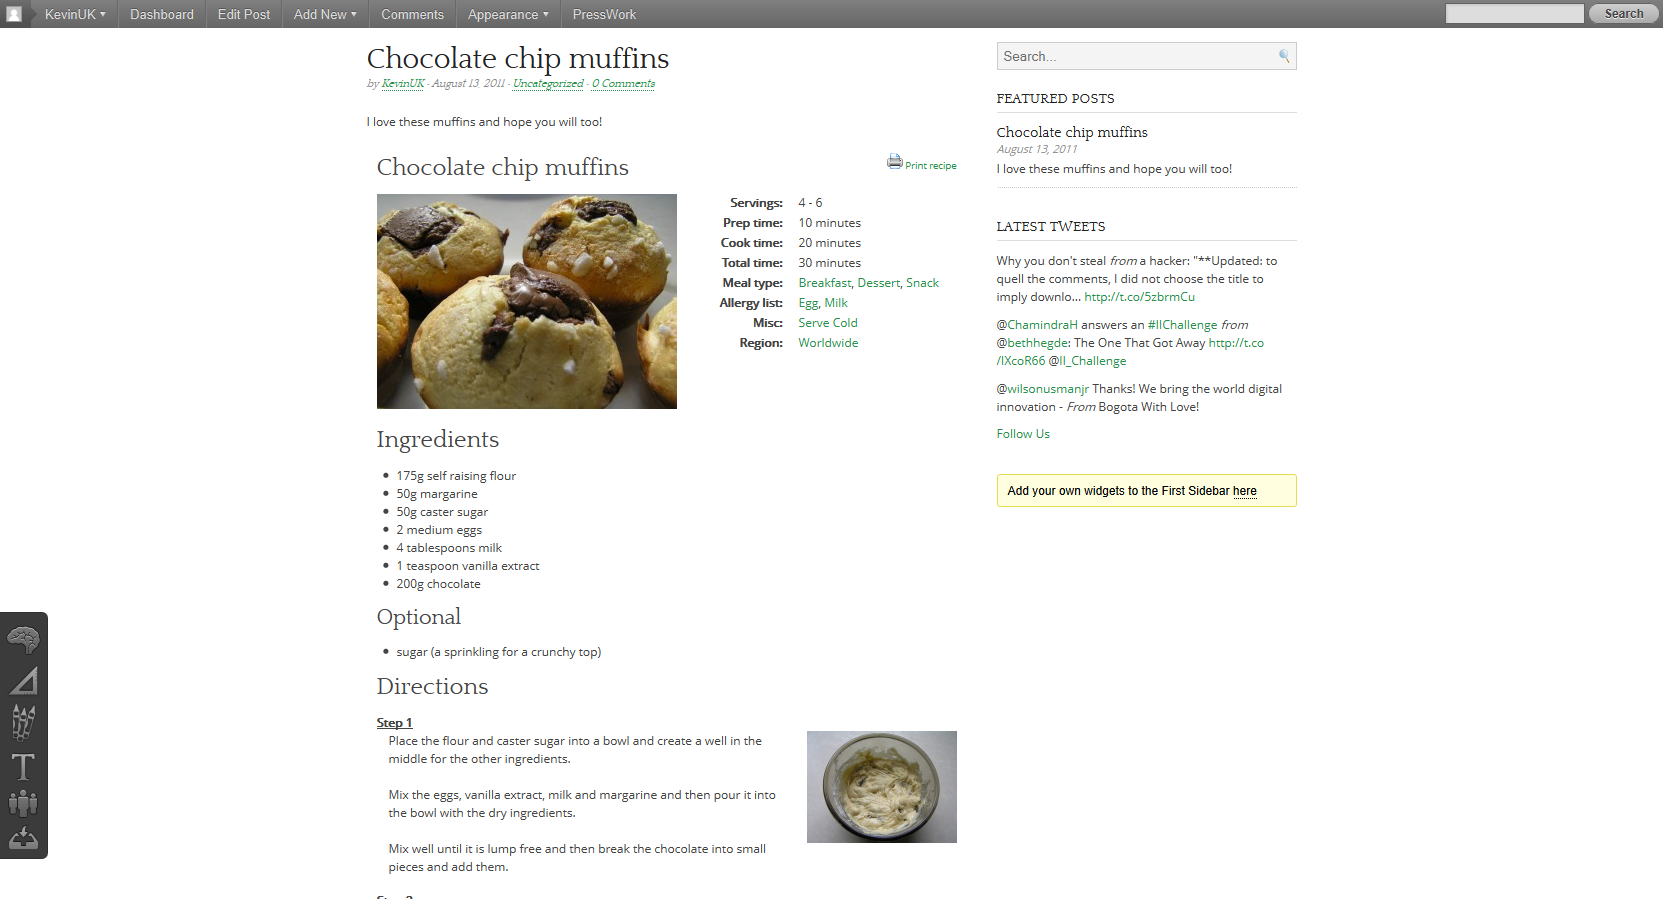 KevinUK Dashboard Edit Post Add New Comments Appearance PressWork Search
Chocolate chip muffins
by KevinUK - August 13, 2011 - Uncategorized - 0 Comments
I love these muffins and hope you will too!
Chocolate chip muffins
Print recipe
Servings: 4 - 6
Prep time: 10 minutes
Cook time: 20 minutes
Total time: 30 minutes
Meal type: Breakfast, Dessert, Snack
Allergy list: Egg, Milk
Misc: Serve Cold
Region: Worldwide
Ingredients
175g self raising flour
50g margarine
50g caster sugar
2 medium eggs
4 tablespoons milk
1 teaspoon vanilla extract
200g chocolate
Optional
sugar (a sprinkling for a crunchy top)
Directions
Step 1
Place the flour and caster sugar into a bowl and create a well in the
middle for the other ingredients.
Mix the eggs, vanilla extract, milk and margarine and then pour it into
the bowl with the dry ingredients.
Mix well until it is lump free and then break the chocolate into small
pieces and add them.
Search...
FEATURED POSTS
Chocolate chip muffins
August 13, 2011
I love these muffins and hope you will too!
LATEST TWEETS
Why you don't steal from a hacker: "**Updated: to
quell the comments, I did not choose the title to
imply downlo... http://t.co/5zbrmCu
@ChamindraH answers an #IIChallenge from
@bethhegde: The One That Got Away http://t.co
/IXcoR66 @II_Challenge
@wilsonusmanjr Thanks! We bring the world digital
innovation - From Bogota With Love!
Follow Us
Add your own widgets to the First Sidebar here
T